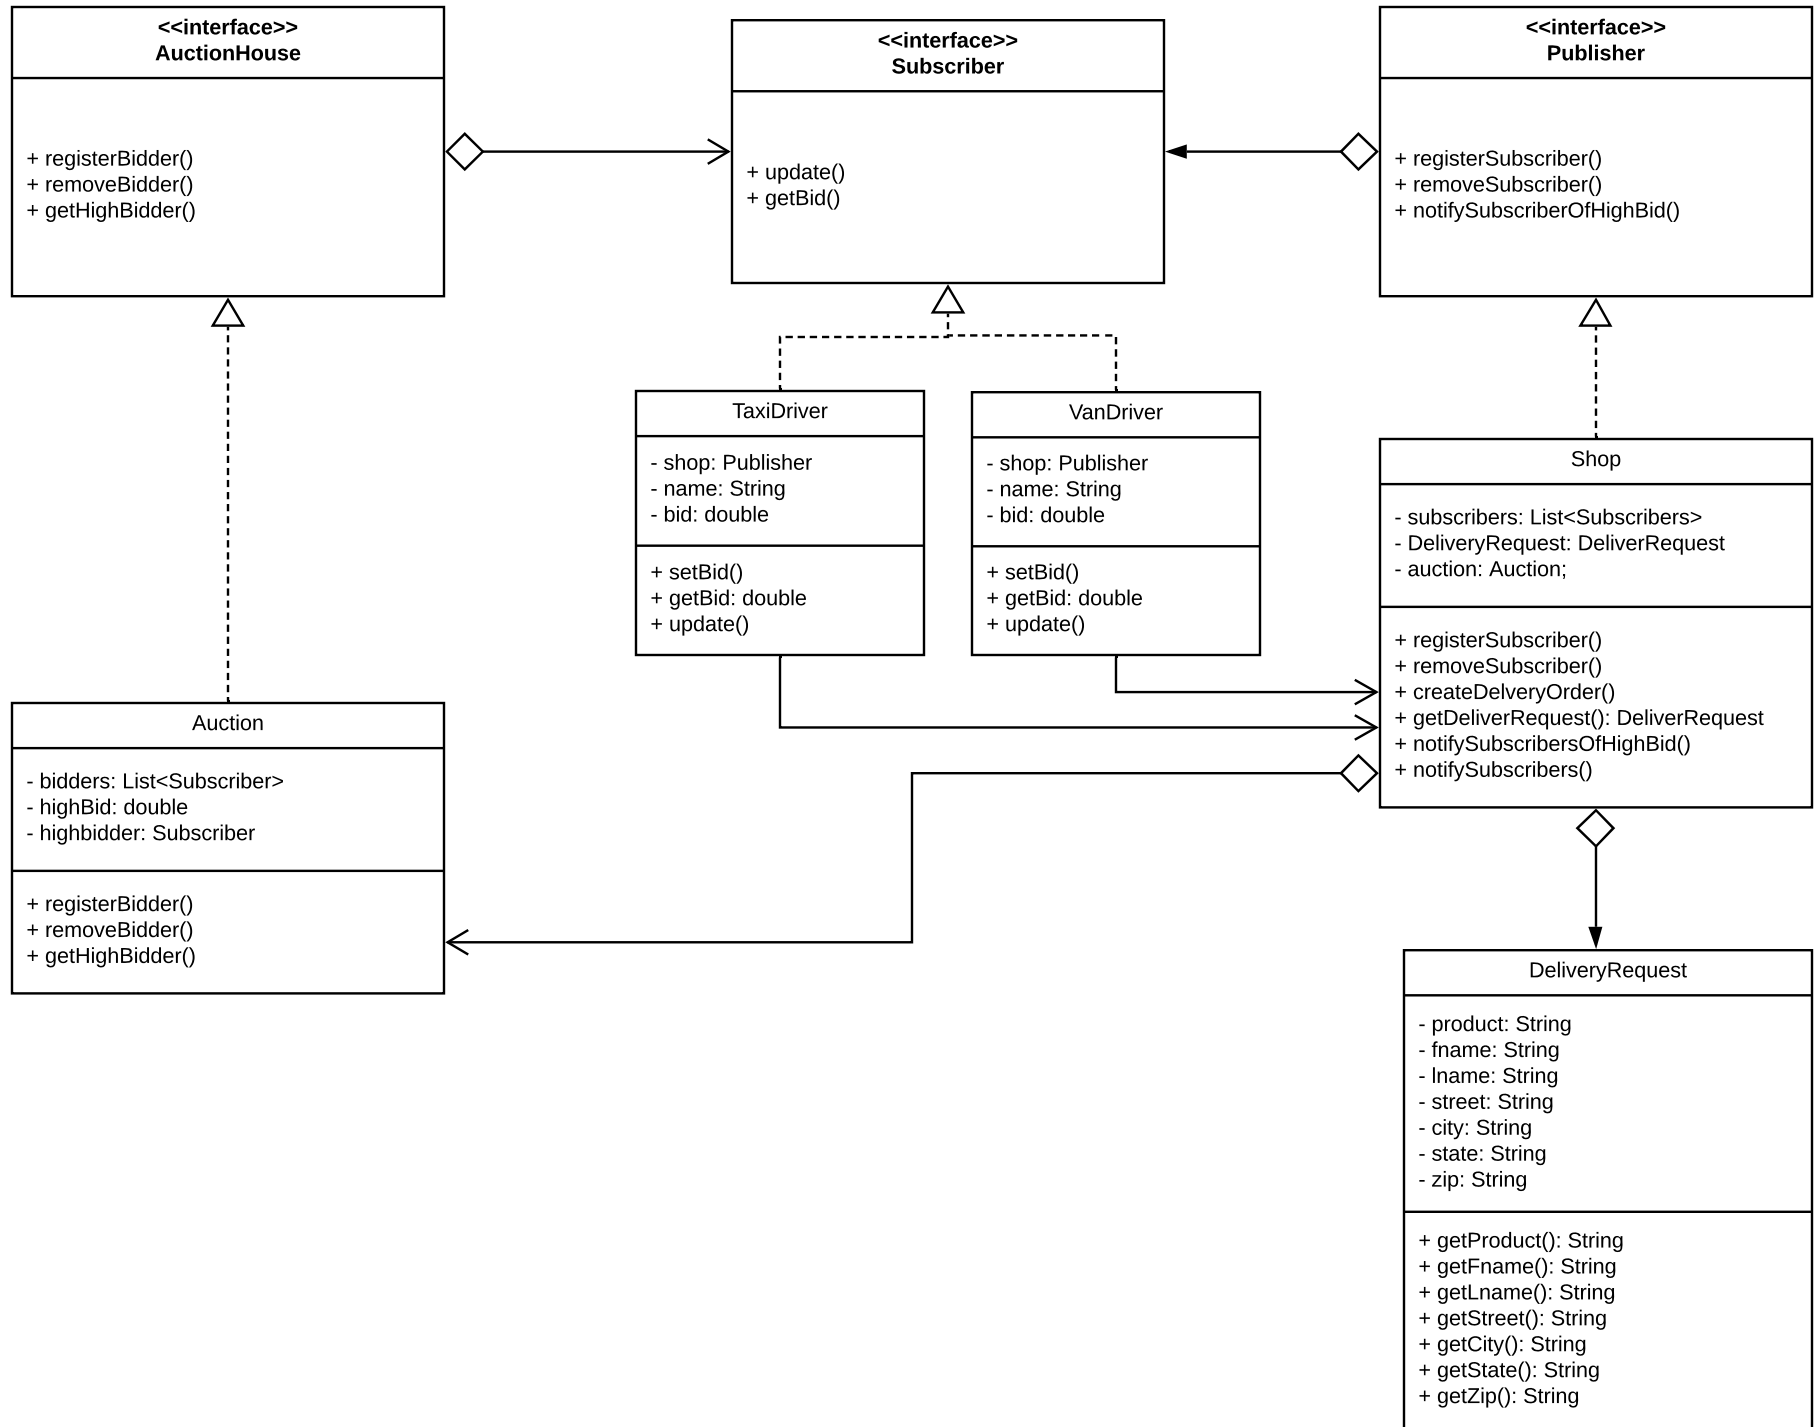 <<interface>>
AuctionHouse
+ registerBidder()
+ removeBidder()
+ getHighBidder()
<<interface>>
Subscriber
+ update()
+ getBid()
<<interface>>
Publisher
+ registerSubscriber()
+ removeSubscriber()
+ notifySubscriberOfHighBid()
TaxiDriver
- shop: Publisher
- name: String
- bid: double
+ setBid()
+ getBid: double
+ update()
VanDriver
- shop: Publisher
- name: String
- bid: double
+ setBid()
+ getBid: double
+ update()
Shop
- subscribers: List<Subscribers>
- DeliveryRequest: DeliverRequest
- auction: Auction;
+ registerSubscriber()
+ removeSubscriber()
+ createDelveryOrder()
+ getDeliverRequest(): DeliverRequest
+ notifySubscribersOfHighBid()
+ notifySubscribers()
Auction
- bidders: List<Subscriber>
- highBid: double
- highbidder: Subscriber
+ registerBidder()
+ removeBidder()
+ getHighBidder()
DeliveryRequest
- product: String
- fname: String
- lname: String
- street: String
- city: String
- state: String
- zip: String
+ getProduct(): String
+ getFname(): String
+ getLname(): String
+ getStreet(): String
+ getCity(): String
+ getState(): String
+ getZip(): String